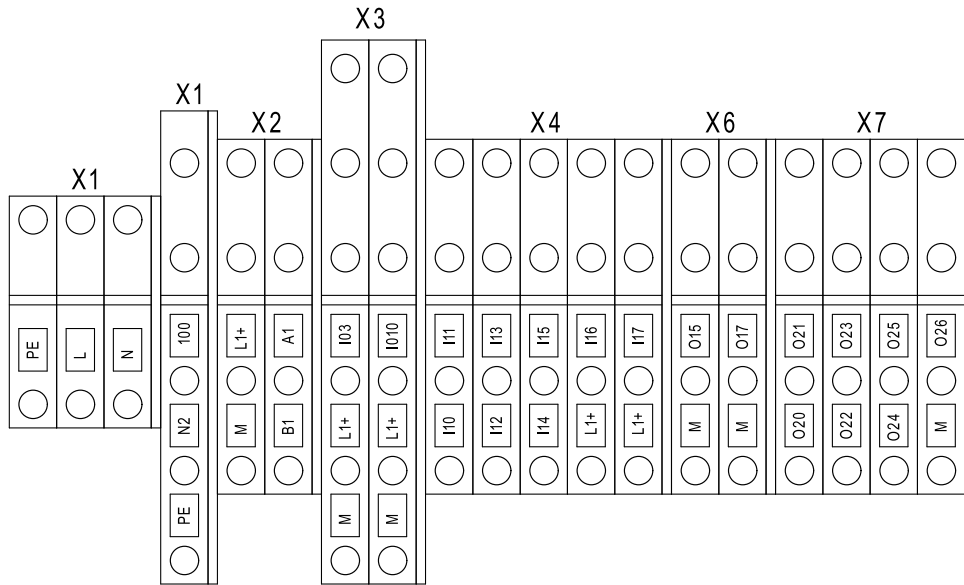 X3
X1
X2 X4 X6 X7
X1
PE L N 100 L1+ A1 I03 I010 I11 I13 I15 I16 I17 O15 O17 O21 O23 O25 O26
N2 M B1 L1+ L1+ I10 I12 I14 L1+ L1+ M M O20 O22 O24 M
PE M M